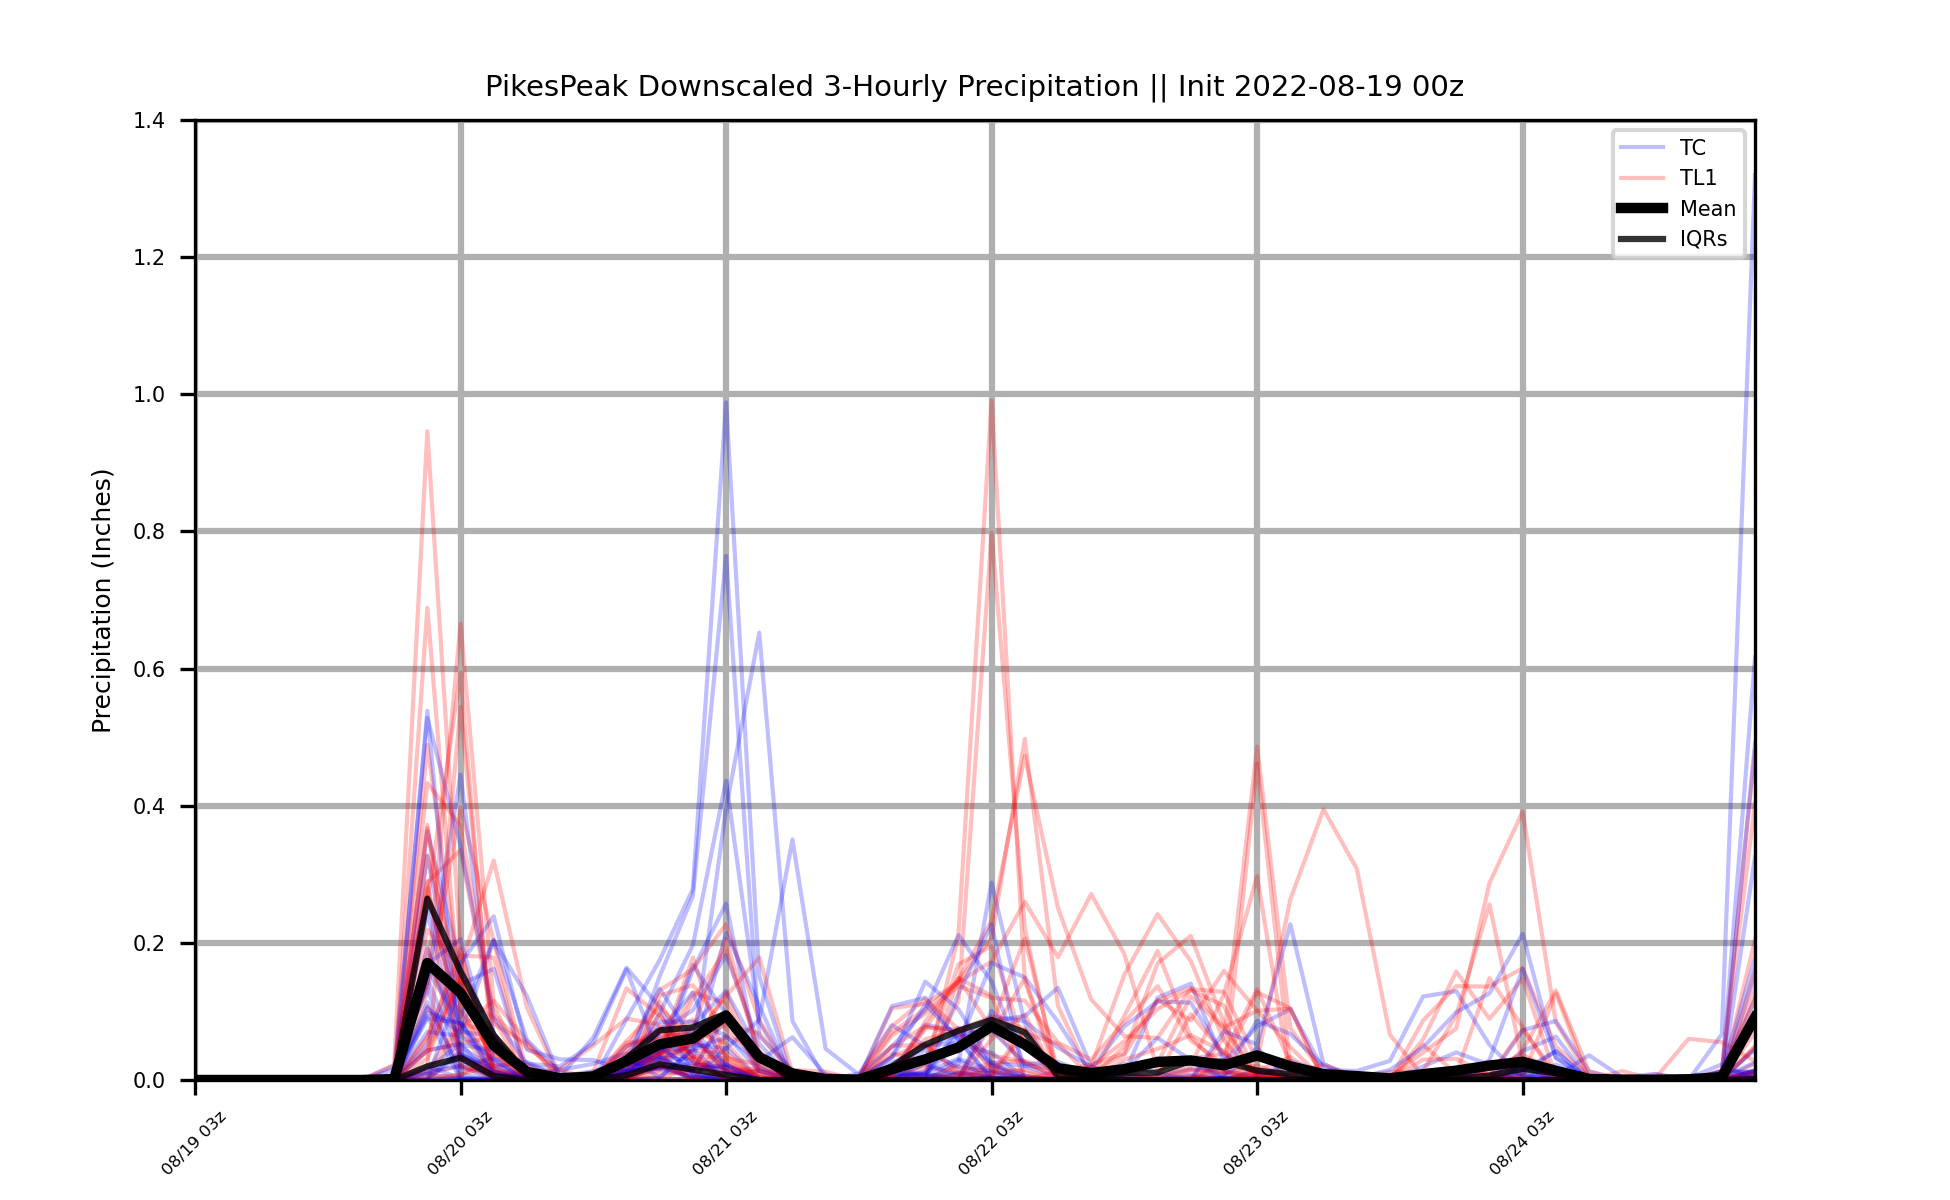 PikesPeak Downscaled 3-Hourly Precipitation || Init 2022-08-19 00z
1.4
1.2
1.0
0.8
0.6
0.4
0.2
0.0
Precipitation (Inches)
TC
TL1
Mean
IQRs
08/19 03z
08/20 03z
08/21 03z
08/22 03z
08/23 03z
08/24 03z